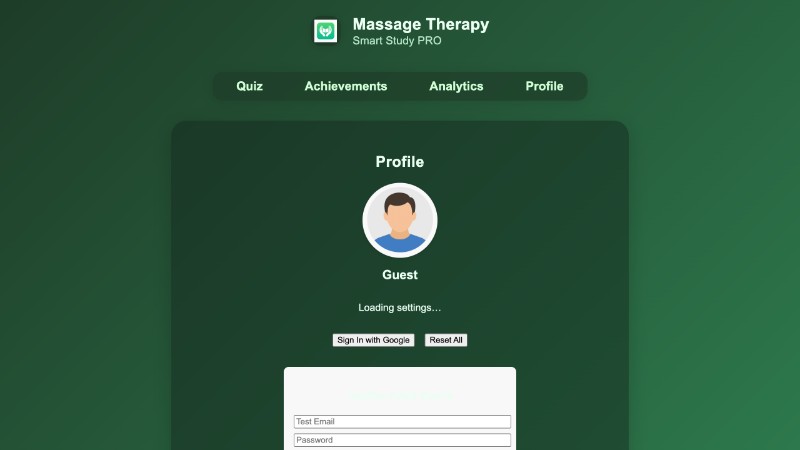 Massage Therapy
Smart Study PRO
Quiz Achievements Analytics Profile
Profile
Guest
Loading settings…
Sign In with Google Reset All
Test Email
Password